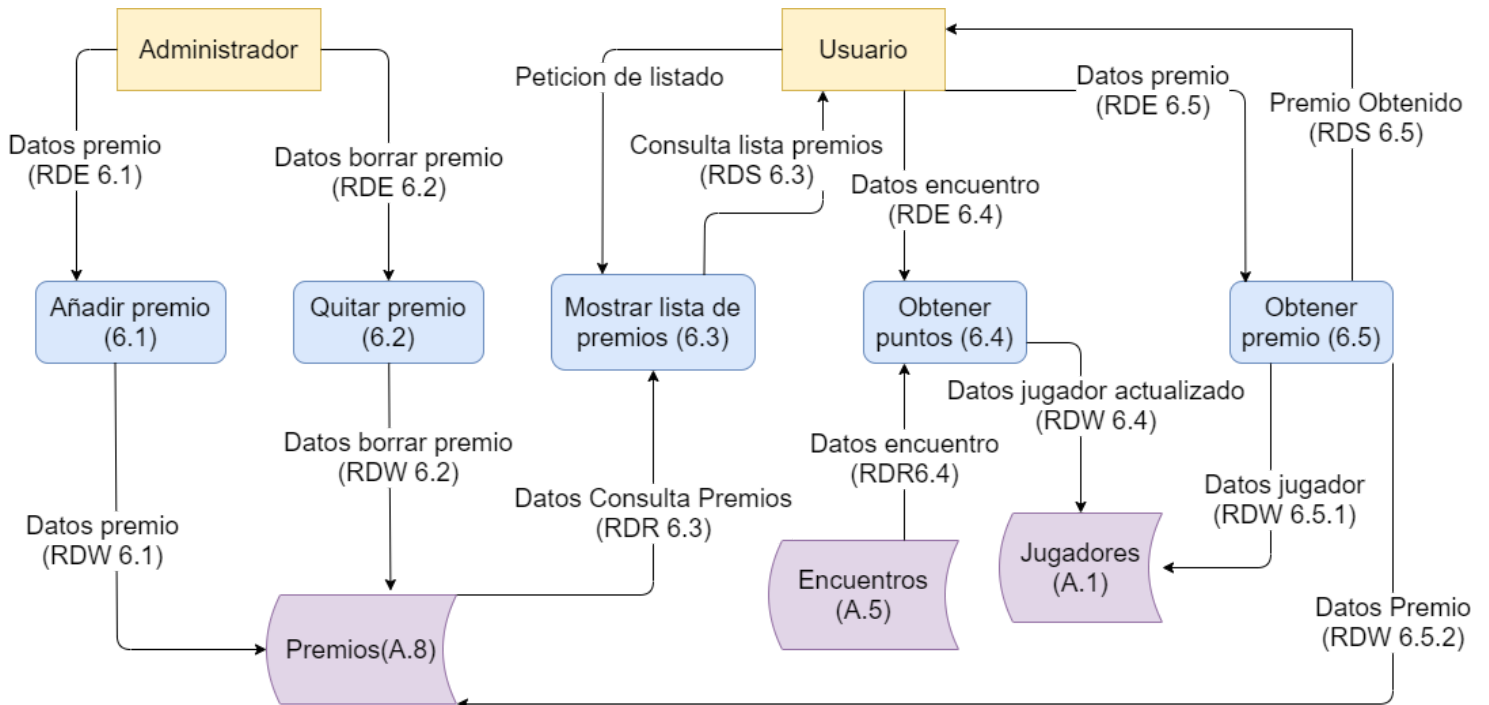 Administrador
Usuario
Peticion de listado
Datos premio
(RDE 6.5)
Premio Obtenido
(RDS 6.5)
Datos premio
(RDE 6.1)
Datos borrar premio
(RDE 6.2)
Consulta lista premios
(RDS 6.3)
Datos encuentro
(RDE 6.4)
Añadir premio
(6.1)
Quitar premio
(6.2)
Mostrar lista de
premios (6.3)
Obtener
puntos (6.4)
Obtener
premio (6.5)
Datos jugador actualizado
(RDW 6.4)
Datos borrar premio
(RDW 6.2)
Datos encuentro
(RDR6.4)
Datos Consulta Premios
(RDR 6.3)
Datos jugador
(RDW 6.5.1)
Datos premio
(RDW 6.1)
Jugadores
(A.1)
Encuentros
(A.5)
Datos Premio
(RDW 6.5.2)
Premios(A.8)